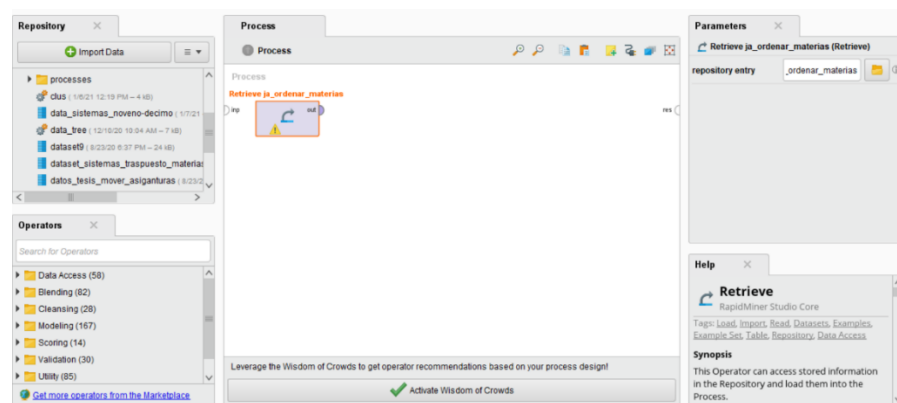 Repository
Import Data
processes
clus ( 1/6/21 12:19 PM – 4 kB)
data_sistemas_noveno-decimo ( 1/7/21
data_tree ( 12/10/20 10:04 AM – 7 kB)
dataset9 ( 8/23/20 6:37 PM – 24 kB)
dataset_sistemas_traspuesto_materias
datos_tesis_mover_asiganturas ( 8/23/2
Operators
Search for Operators
Data Access (58)
Blending (82)
Cleansing (28)
Modeling (167)
Scoring (14)
Validation (30)
Utility (85)
Get more operators from the Marketplace
Process
Process
Process
Retrieve ja_ordenar_materias
inp
out
res
Leverage the Wisdom of Crowds to get operator recommendations based on your process design!
Activate Wisdom of Crowds
Parameters
Retrieve ja_ordenar_materias (Retrieve)
repository entry
_ordenar_materias
Help
Retrieve
RapidMiner Studio Core
Tags: Load, Import, Read, Datasets, Examples,
Example Set, Table, Repository, Data Access
Synopsis
This Operator can access stored information
in the Repository and load them into the
Process.